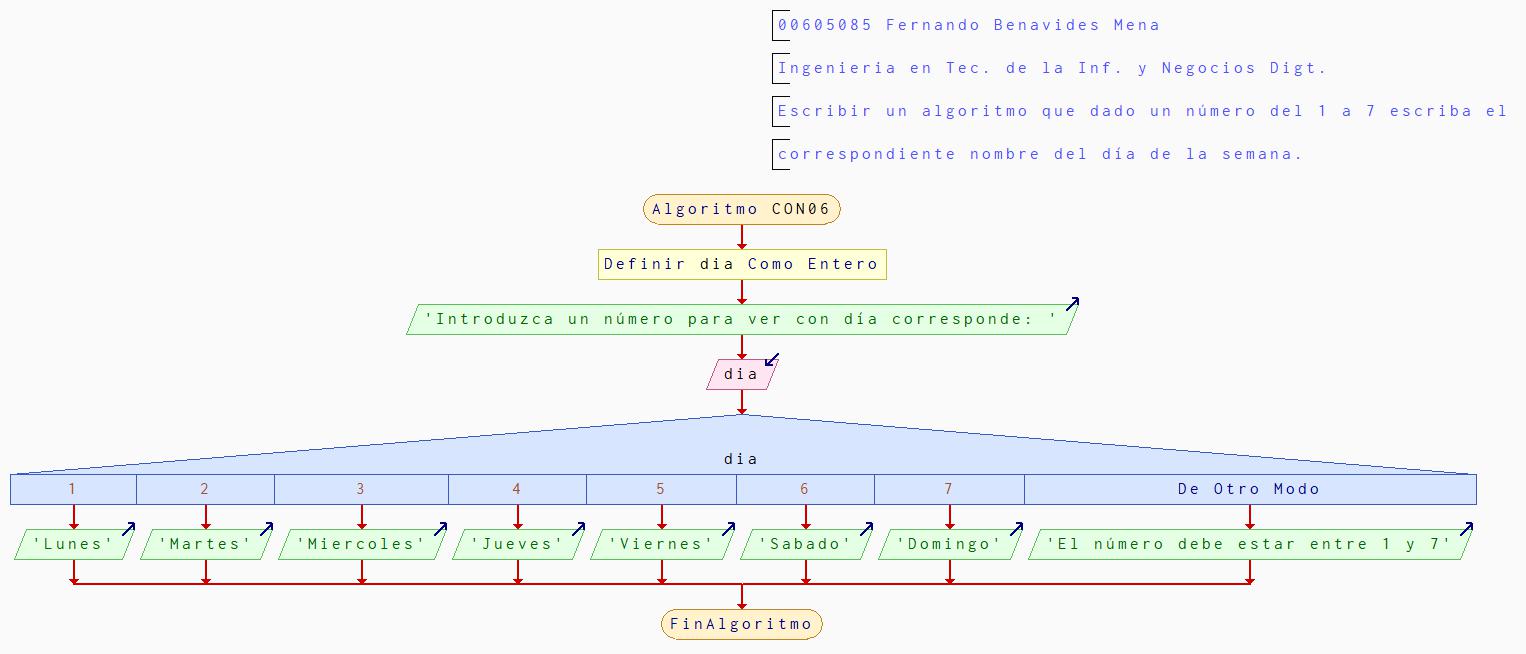 00605085 Fernando Benavides Mena
Ingenieria en Tec. de la Inf. y Negocios Digt.
Escribir un algoritmo que dado un número del 1 a 7 escriba el
correspondiente nombre del día de la semana.
Algoritmo CON06
Definir dia Como Entero
'Introduzca un número para ver con día corresponde: '
dia
dia
1 2 3 4 5 6 7 De Otro Modo
'Lunes' 'Martes' 'Miercoles' 'Jueves' 'Viernes' 'Sabado' 'Domingo' 'El número debe estar entre 1 y 7'
FinAlgoritmo